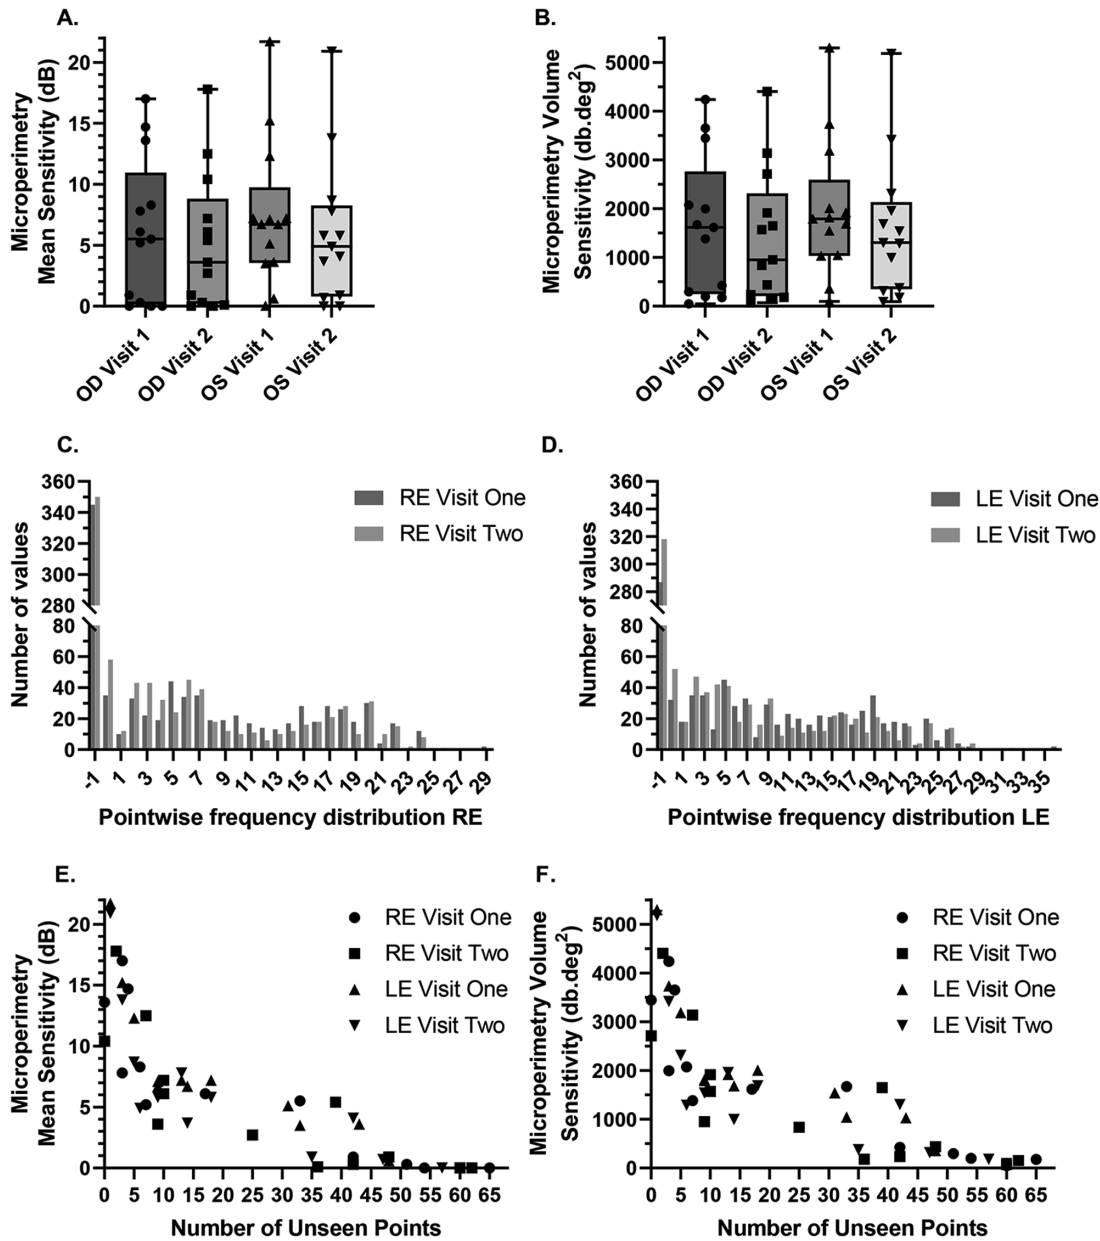 A.
Microperimetry
Mean Sensitivity (dB)
20
15
10
5
0
OD Visit 1
OD Visit 2
OS Visit 1
OS Visit 2
B.
Microperimetry Volume
Sensitivity (db.deg²)
5000
4000
3000
2000
1000
0
OD Visit 1
OD Visit 2
OS Visit 1
OS Visit 2
C.
Number of values
360
340
320
300
280
80
60
40
20
0
RE Visit One
RE Visit Two
-1 1 3 5 7 9 11 13 15 17 19 21 23 25 27 29
Pointwise frequency distribution RE
D.
Number of values
360
340
320
300
280
80
60
40
20
0
LE Visit One
LE Visit Two
-1 1 3 5 7 9 11 13 15 17 19 21 23 25 27 29 31 33 35
Pointwise frequency distribution LE
E.
Microperimetry
Mean Sensitivity (dB)
20
15
10
5
0
RE Visit One
RE Visit Two
LE Visit One
LE Visit Two
0 5 10 15 20 25 30 35 40 45 50 55 60 65
Number of Unseen Points
F.
Microperimetry Volume
Sensitivity (db.deg²)
5000
4000
3000
2000
1000
0
RE Visit One
RE Visit Two
LE Visit One
LE Visit Two
0 5 10 15 20 25 30 35 40 45 50 55 60 65
Number of Unseen Points